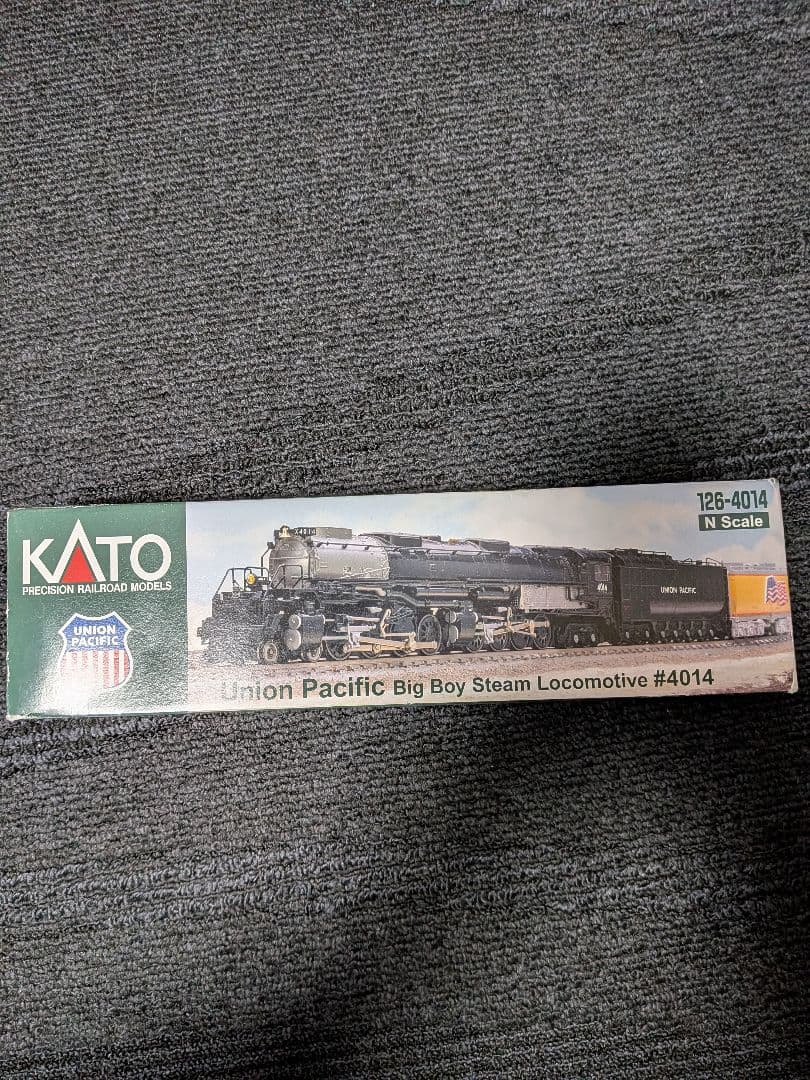 126-4014
N Scale
KATO
PRECISION RAILROAD MODELS
UNION
PACIFIC
X4014
4014
UNION PACIFIC
Union Pacific Big Boy Steam Locomotive #4014